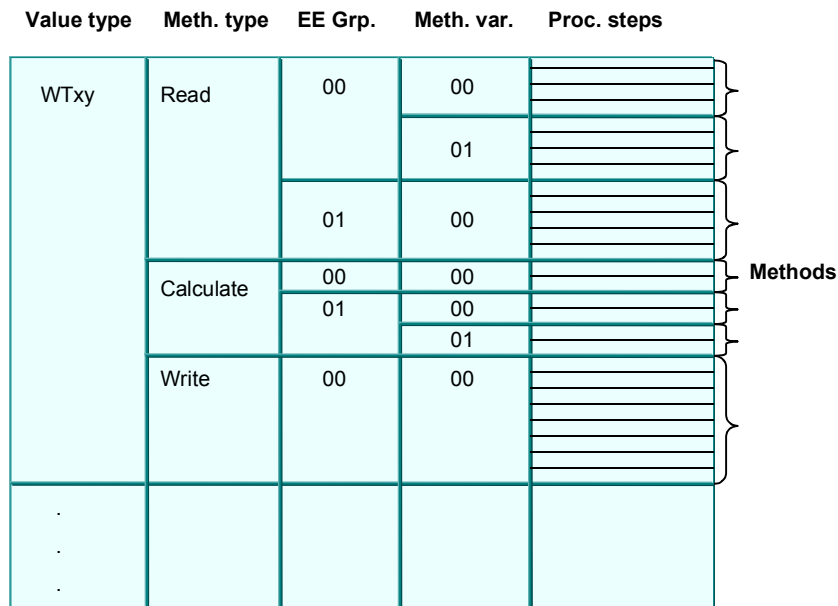 Value type Meth. type EE Grp. Meth. var. Proc. steps
WTxy Read 00 00
01
01 00
Methods
Calculate 00 00
01 00
01
Write 00 00
.
.
.